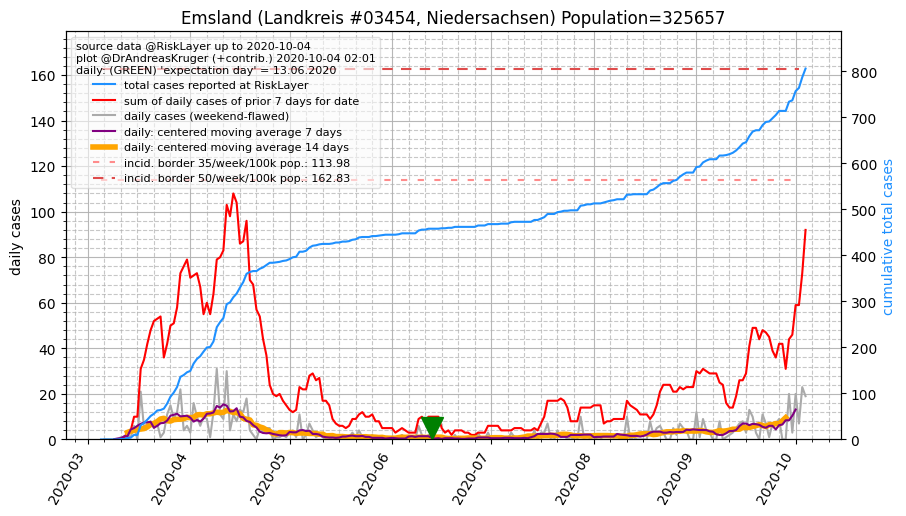 Emsland (Landkreis #03454, Niedersachsen) Population=325657
source data @RiskLayer up to 2020-10-04
plot @DrAndreasKruger (+contrib.) 2020-10-04 02:01
daily: (GREEN) 'expectation day' = 13.06.2020
total cases reported at RiskLayer
sum of daily cases of prior 7 days for date
daily cases (weekend-flawed)
daily: centered moving average 7 days
daily: centered moving average 14 days
incid. border 35/week/100k pop.: 113.98
incid. border 50/week/100k pop.: 162.83
daily cases
160
140
120
100
80
60
40
20
0
cumulative total cases
800
700
600
500
400
300
200
100
0
2020-03
2020-04
2020-05
2020-06
2020-07
2020-08
2020-09
2020-10